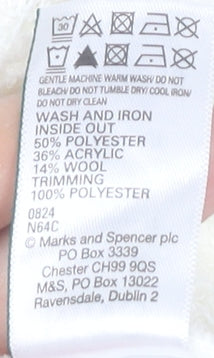 30
GENTLE MACHINE WARM WASH/ DO NOT
BLEACH/ DO NOT TUMBLE DRY/ COOL IRON/
DO NOT DRY CLEAN
WASH AND IRON
INSIDE OUT
50% POLYESTER
36% ACRYLIC
14% WOOL
TRIMMING
100% POLYESTER
0824
N64C
© Marks and Spencer plc
PO Box 3339
Chester CH99 9QS
M&S, PO Box 13022
Ravensdale, Dublin 2